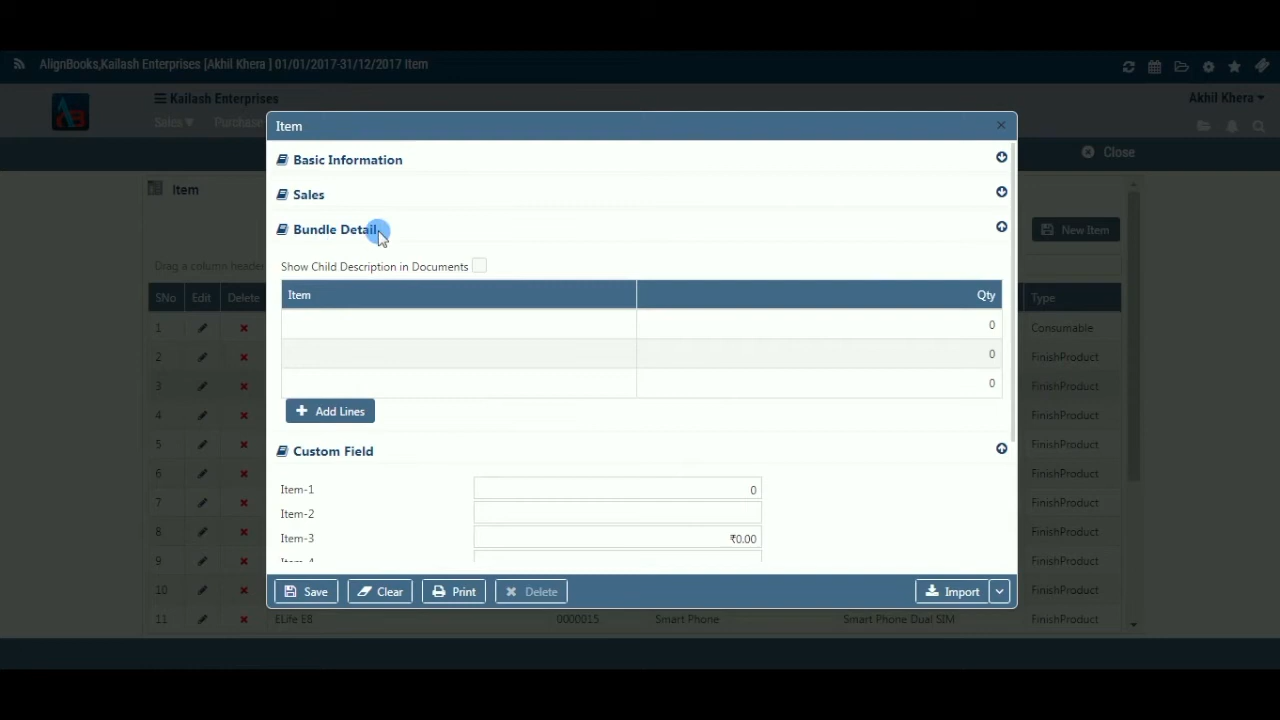 AlignBooks,Kailash Enterprises [Akhil Khera ] 01/01/2017-31/12/2017 Item
Kailash Enterprises
Akhil Khera
Sales Purchase
Close
Item
Item
New Item
Drag a column header
SNo Edit Delete Type
1 Consumable
2 FinishProduct
3 FinishProduct
4 FinishProduct
5 FinishProduct
6 FinishProduct
7 FinishProduct
8 FinishProduct
9 FinishProduct
10 FinishProduct
11 ELife E8 0000015 Smart Phone Smart Phone Dual SIM FinishProduct
Basic Information
Sales
Bundle Detail
Show Child Description in Documents
Item Qty
0
0
0
Add Lines
Custom Field
Item-1 0
Item-2
Item-3 ₹0.00
Item-4
Save Clear Print Delete Import